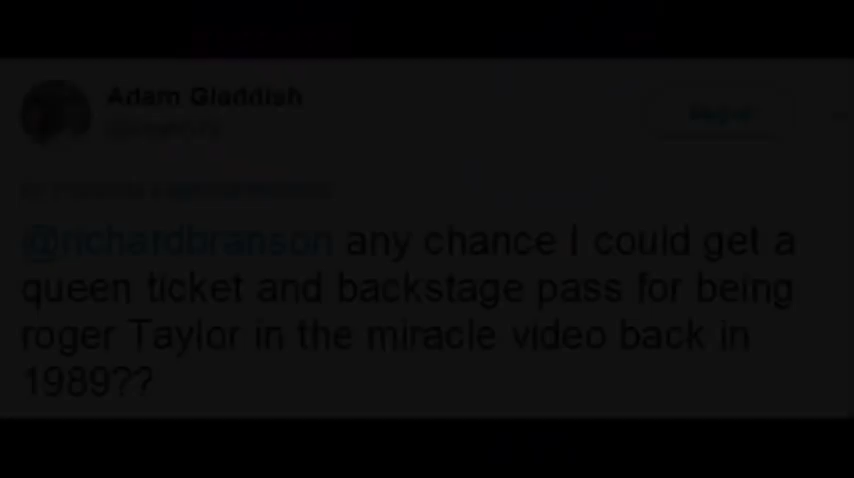 Adam Gladdish
@richardbranson any chance I could get a
queen ticket and backstage pass for being
roger Taylor in the miracle video back in
1989??